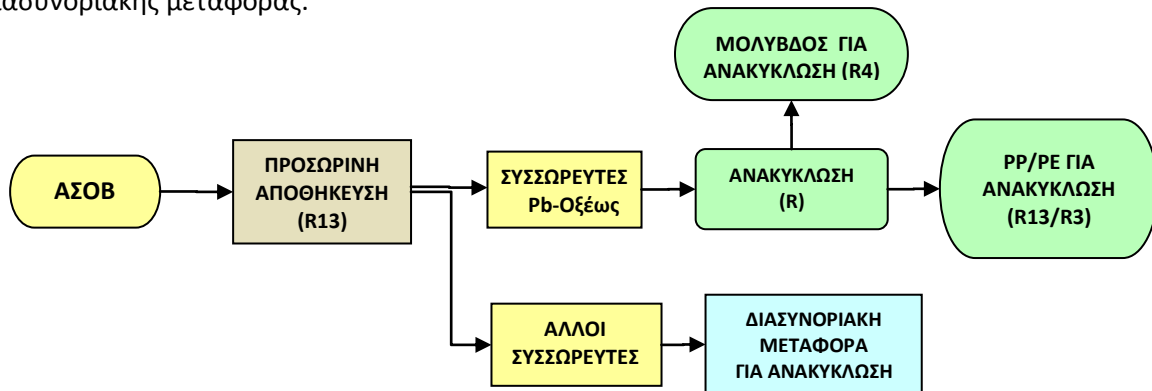 ιασυνοριακής μεταφοράς.
ΜΟΛΥΒΔΟΣ ΓΙΑ
ΑΝΑΚΥΚΛΩΣΗ (R4)
ΑΣΟΒ
ΠΡΟΣΩΡΙΝΗ
ΑΠΟΘΗΚΕΥΣΗ
(R13)
ΣΥΣΣΩΡΕΥΤΕΣ
Pb-Οξέως
ΑΝΑΚΥΚΛΩΣΗ
(R)
PP/PE ΓΙΑ
ΑΝΑΚΥΚΛΩΣΗ
(R13/R3)
ΑΛΛΟΙ
ΣΥΣΣΩΡΕΥΤΕΣ
ΔΙΑΣΥΝΟΡΙΑΚΗ
ΜΕΤΑΦΟΡΑ
ΓΙΑ ΑΝΑΚΥΚΛΩΣΗ